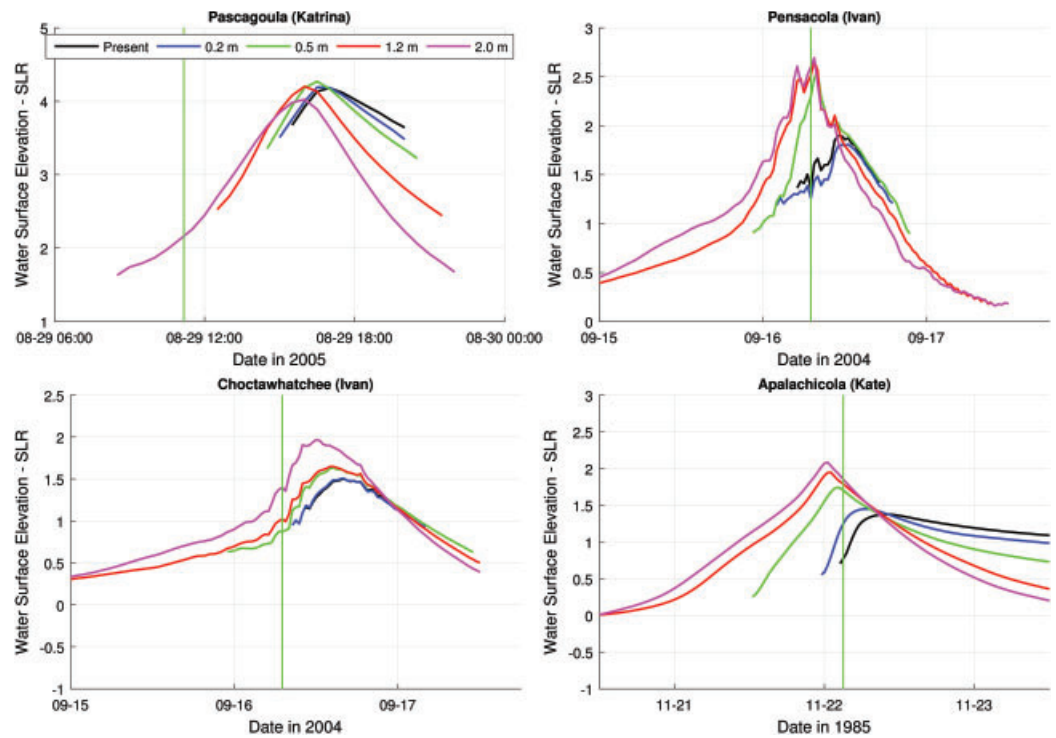 Pascagoula (Katrina)
Water Surface Elevation - SLR
5
4
3
2
1
Present 0.2 m 0.5 m 1.2 m 2.0 m
08-29 06:00 08-29 12:00 08-29 18:00 08-30 00:00
Date in 2005
Pensacola (Ivan)
Water Surface Elevation - SLR
3
2.5
2
1.5
1
0.5
0
09-15 09-16 09-17
Date in 2004
Choctawhatchee (Ivan)
Water Surface Elevation - SLR
2.5
2
1.5
1
0.5
0
-0.5
-1
09-15 09-16 09-17
Date in 2004
Apalachicola (Kate)
Water Surface Elevation - SLR
3
2.5
2
1.5
1
0.5
0
-0.5
-1
11-21 11-22 11-23
Date in 1985